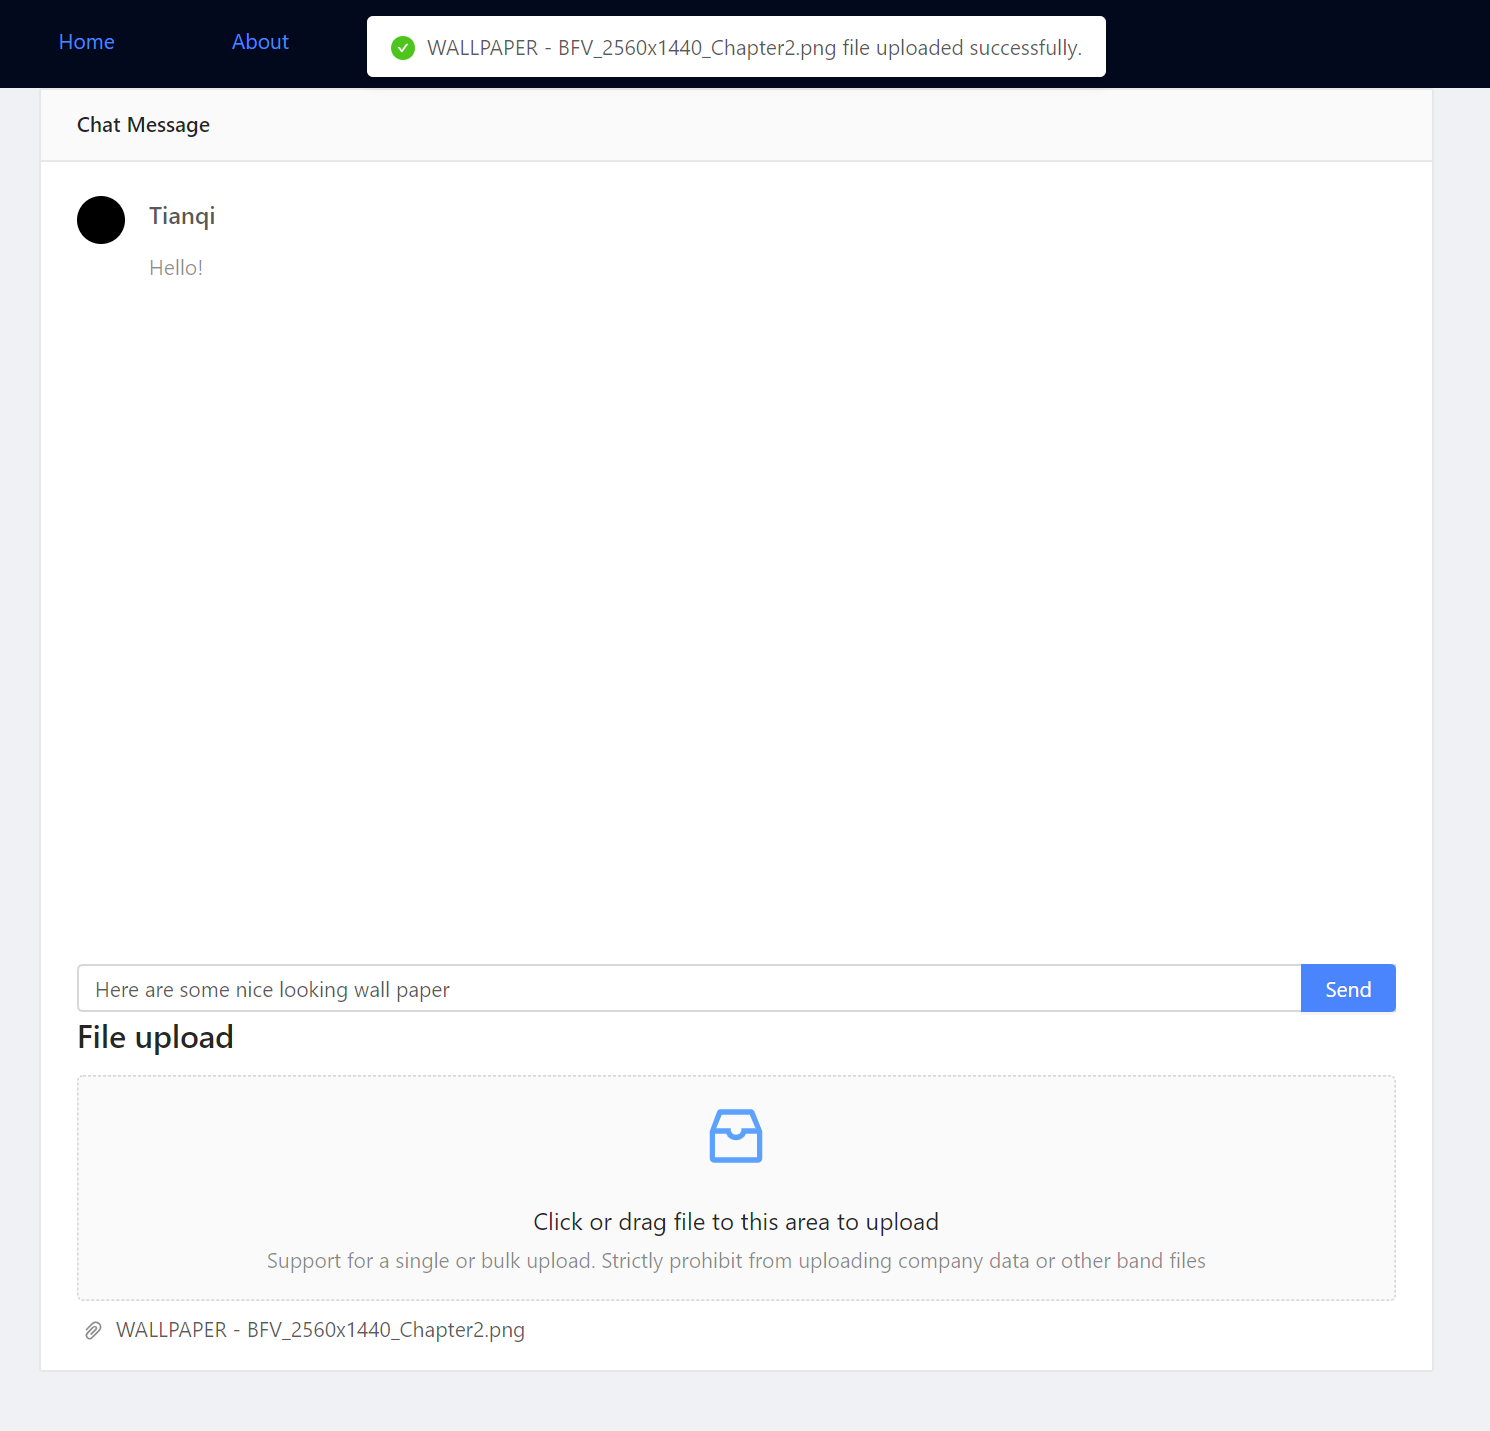 Home
About
WALLPAPER - BFV_2560x1440_Chapter2.png file uploaded successfully.
Chat Message
Tianqi
Hello!
Here are some nice looking wall paper
Send
File upload
Click or drag file to this area to upload
Support for a single or bulk upload. Strictly prohibit from uploading company data or other band files
WALLPAPER - BFV_2560x1440_Chapter2.png